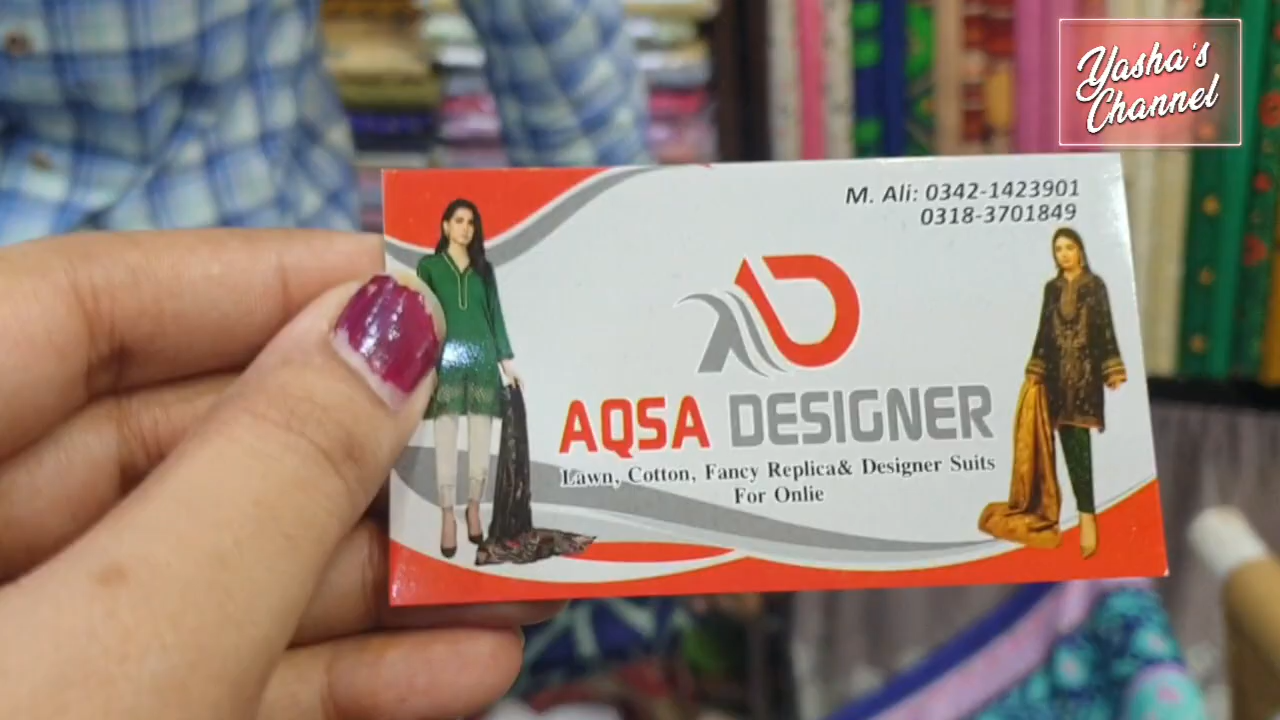 Yasha's
Channel
M. Ali: 0342-1423901
0318-3701849
AQSA DESIGNER
Lawn, Cotton, Fancy Replica& Designer Suits
For Onlie